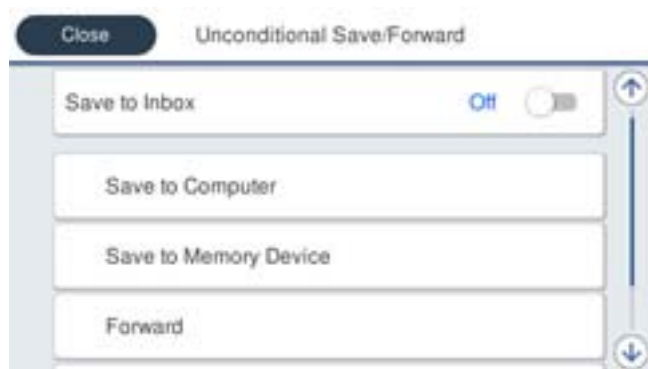 Close Unconditional Save/Forward
Save to Inbox Off
Save to Computer
Save to Memory Device
Forward